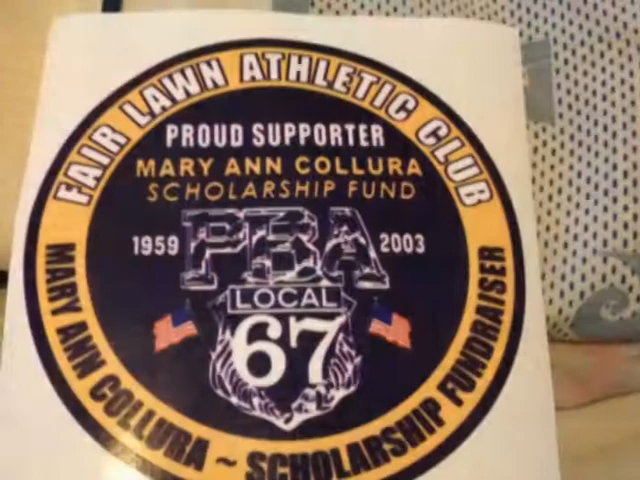 FAIR LAWN ATHLETIC CLUB
PROUD SUPPORTER
MARY ANN COLLURA
SCHOLARSHIP FUND
1959 PBA 2003
LOCAL
67
MARY ANN COLLURA ~ SCHOLARSHIP FUNDRAISER